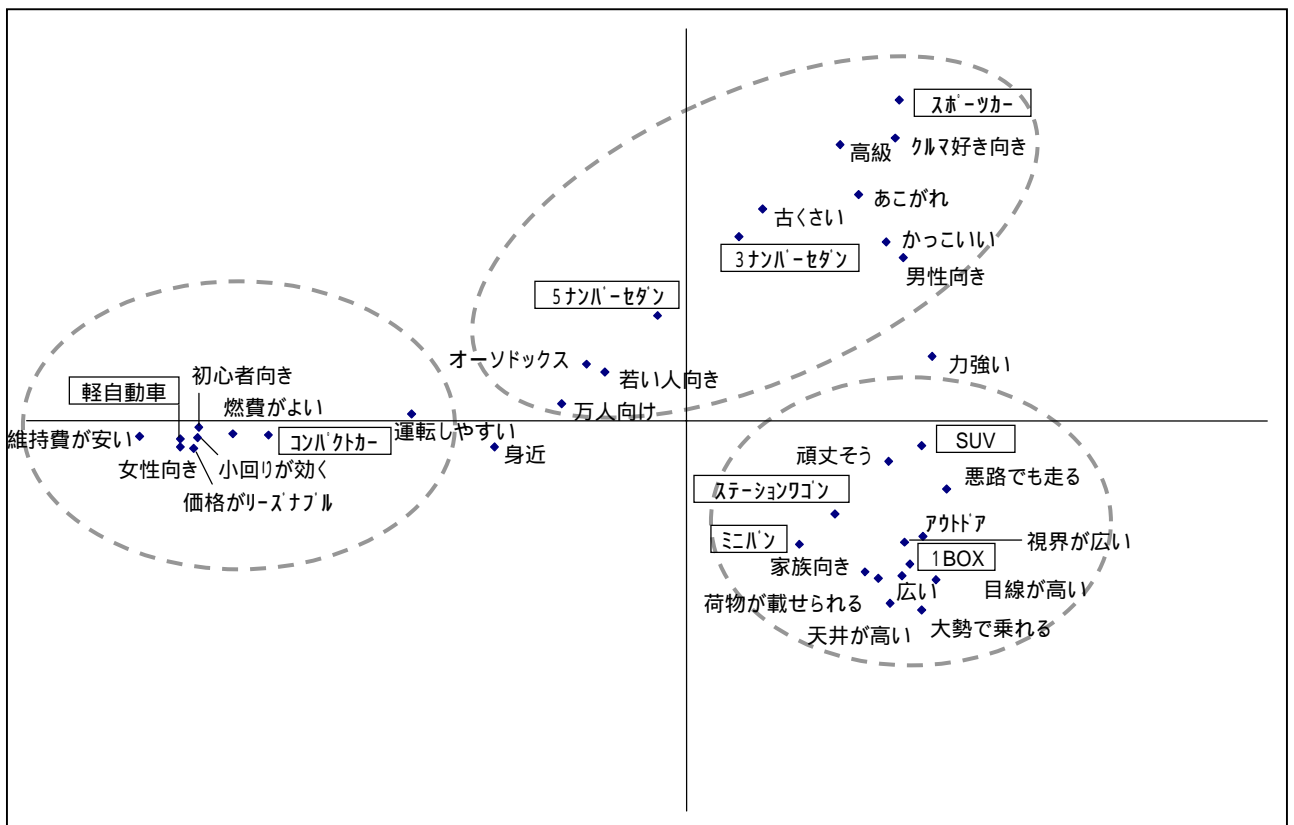 ｽﾎﾟｰﾂｶｰ
ｸﾙﾏ好き向き
高級
あこがれ
古くさい
かっこいい
3ﾅﾝﾊﾞｰｾﾀﾞﾝ
男性向き
5ﾅﾝﾊﾞｰｾﾀﾞﾝ
オーソドックス
若い人向き
力強い
万人向け
初心者向き
軽自動車
燃費がよい
運転しやすい
維持費が安い
ｺﾝﾊﾟｸﾄｶｰ
身近
女性向き
小回りが効く
価格がﾘｰｽﾞﾅﾌﾞﾙ
SUV
頑丈そう
悪路でも走る
ｽﾃｰｼｮﾝﾜｺﾞﾝ
ｱｳﾄﾄﾞｱ
ﾐﾆﾊﾞﾝ
視界が広い
1BOX
家族向き
広い
目線が高い
荷物が載せられる
天井が高い
大勢で乗れる